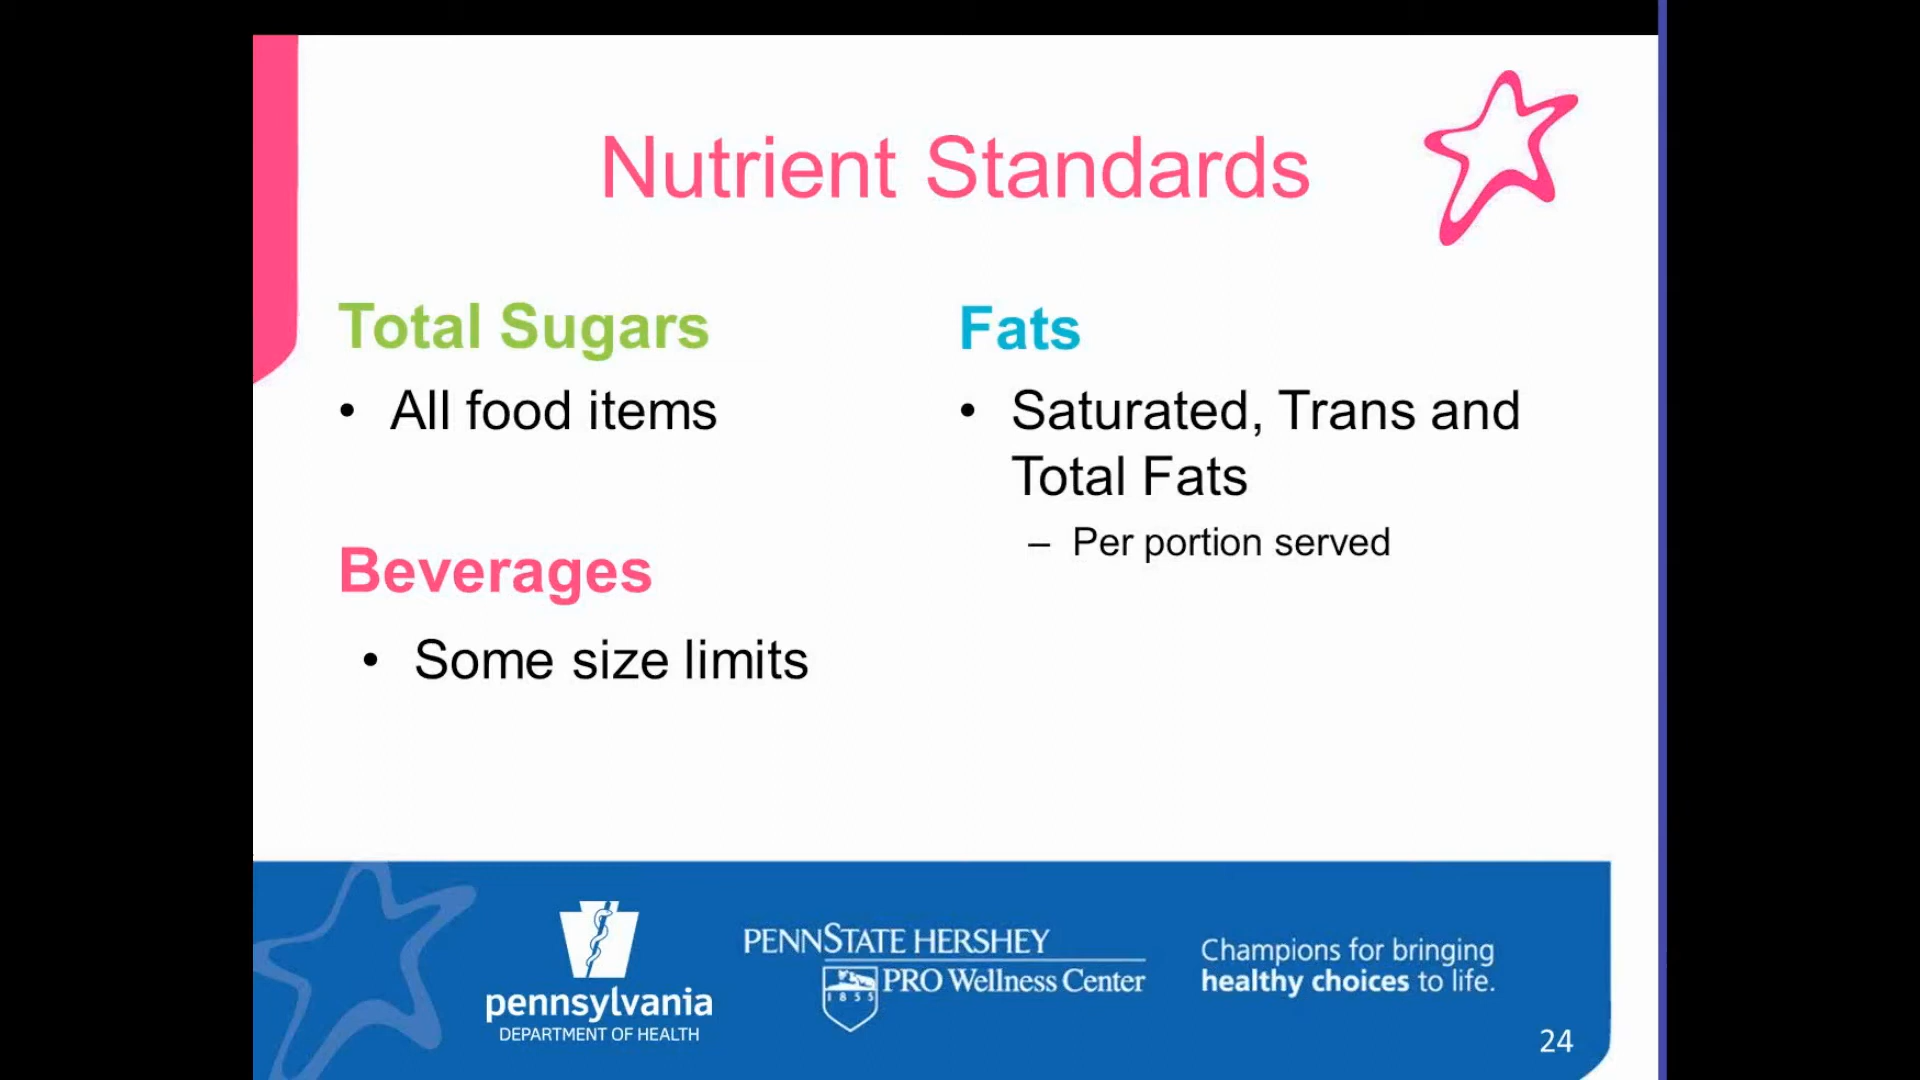 Nutrient Standards
Total Sugars
• All food items
Beverages
• Some size limits
Fats
• Saturated, Trans and
Total Fats
– Per portion served
pennsylvania
DEPARTMENT OF HEALTH
PENNSTATE HERSHEY
PRO Wellness Center
1855
Champions for bringing
healthy choices to life.
24